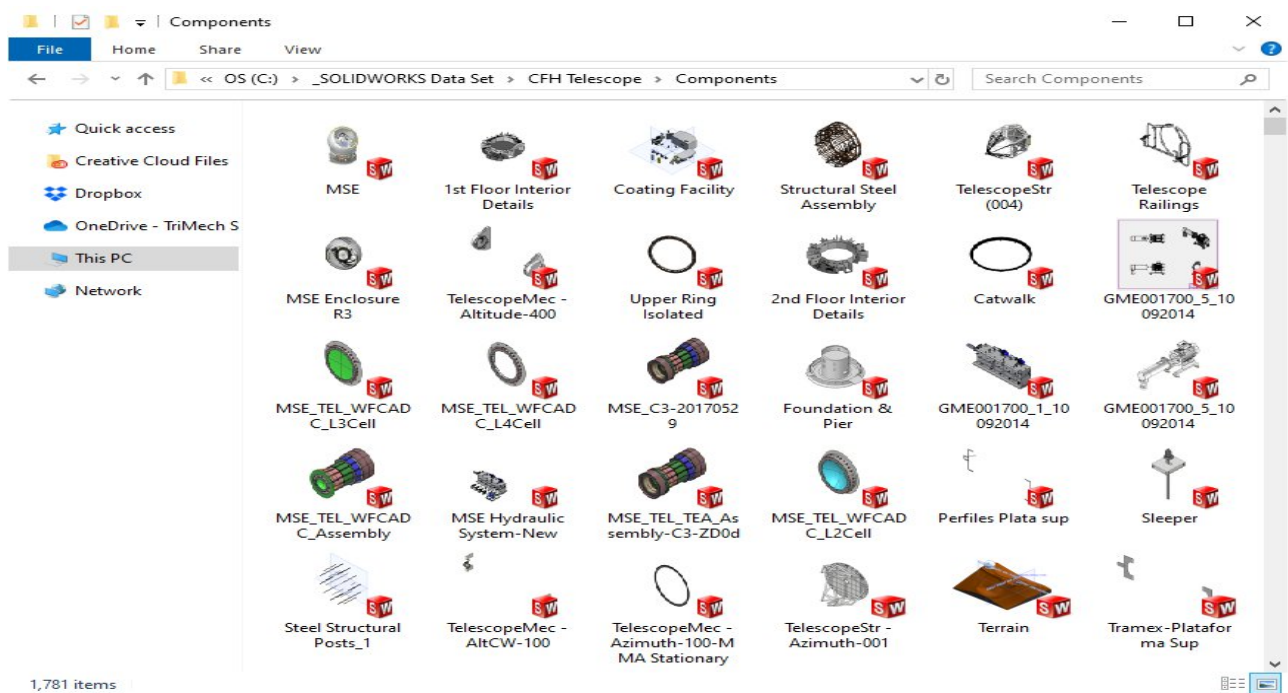 Components
File Home Share View
« OS (C:) > _SOLIDWORKS Data Set > CFH Telescope > Components
Search Components
Quick access
Creative Cloud Files
Dropbox
OneDrive - TriMech S
This PC
Network
MSE
1st Floor Interior
Details
Coating Facility
Structural Steel
Assembly
TelescopeStr
(004)
Telescope
Railings
MSE Enclosure
R3
TelescopeMec -
Altitude-400
Upper Ring
Isolated
2nd Floor Interior
Details
Catwalk
GME001700_5_10
092014
MSE_TEL_WFCAD
C_L3Cell
MSE_TEL_WFCAD
C_L4Cell
MSE_C3-2017052
9
Foundation &
Pier
GME001700_1_10
092014
GME001700_5_10
092014
MSE_TEL_WFCAD
C_Assembly
MSE Hydraulic
System-New
MSE_TEL_TEA_As
sembly-C3-ZD0d
MSE_TEL_WFCAD
C_L2Cell
Perfiles Plata sup
Sleeper
Steel Structural
Posts_1
TelescopeMec -
AltCW-100
TelescopeMec -
Azimuth-100-M
MA Stationary
TelescopeStr -
Azimuth-001
Terrain
Tramex-Platafor
ma Sup
1,781 items